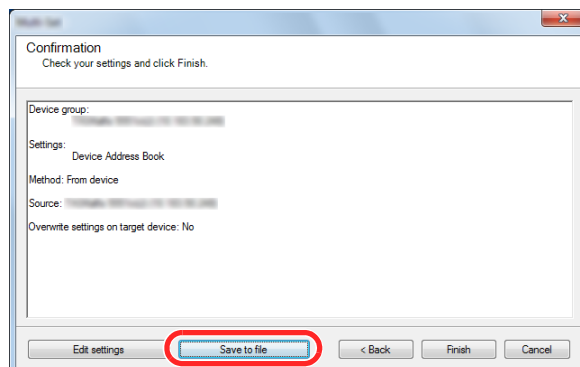 Confirmation
Check your settings and click Finish.
Device group:
Settings:
Device Address Book
Method: From device
Source:
Overwrite settings on target device: No
Edit settings
Save to file
< Back
Finish
Cancel